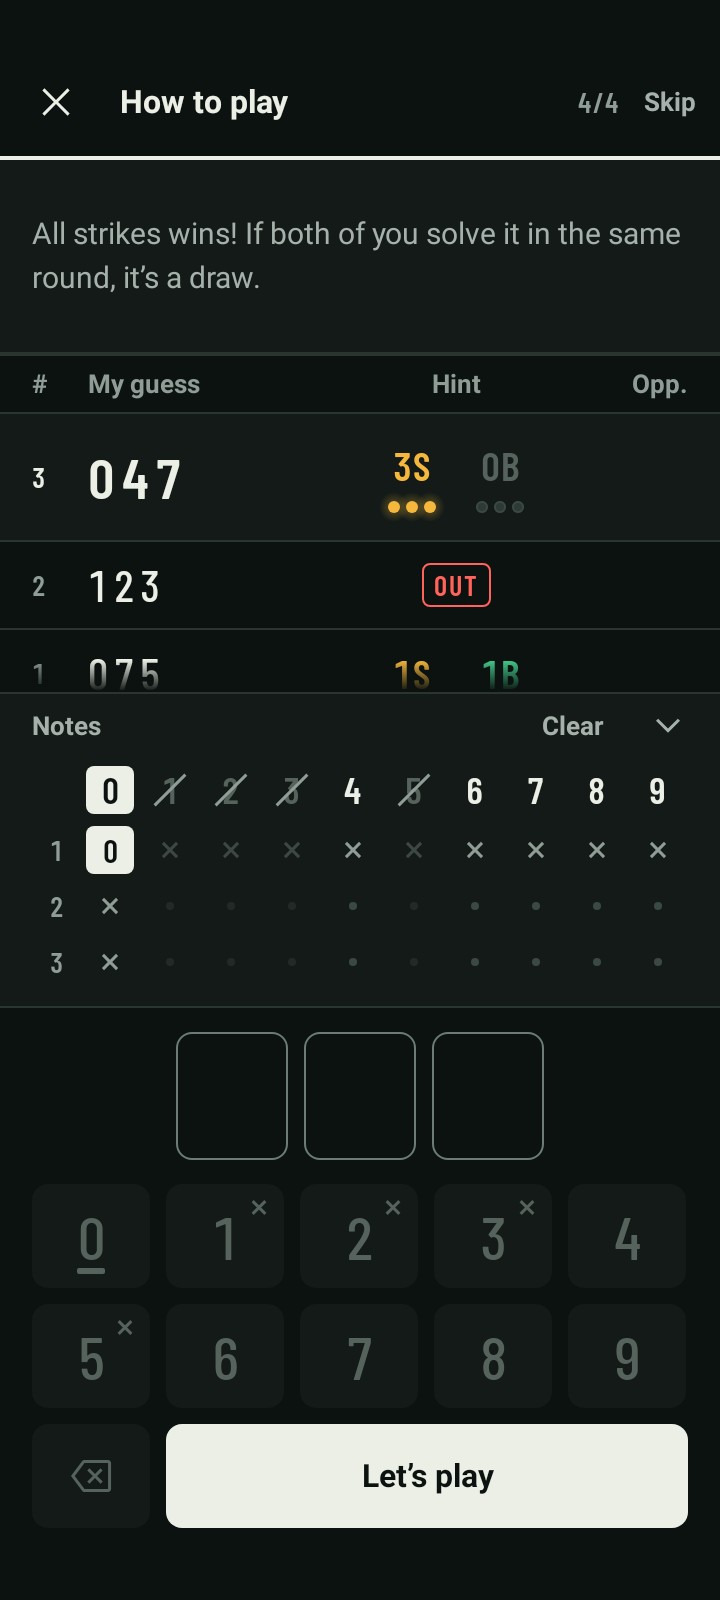 How to play 4/4 Skip
All strikes wins! If both of you solve it in the same
round, it’s a draw.
# My guess Hint Opp.
3 047 3S 0B
2 123 OUT
1 075 1S 1B
Notes Clear
0 1 2 3 4 5 6 7 8 9
1 0 × × × × × × × × ×
2 ×
3 ×
0 1 2 3 4
5 6 7 8 9
Let’s play